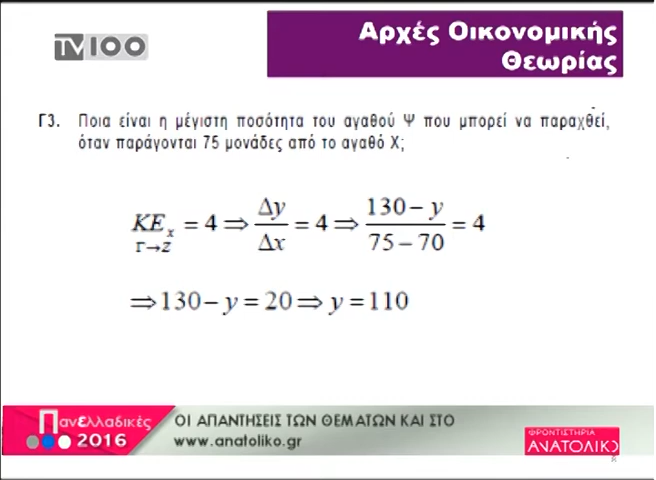 TV100
Αρχές Οικονομικής
Θεωρίας
Γ3. Ποια είναι η μέγιστη ποσότητα του αγαθού Ψ που μπορεί να παραχθεί,
όταν παράγονται 75 μονάδες από το αγαθό Χ;
KE_x Γ→Z = 4 ⇒ Δy/Δx = 4 ⇒ (130 − y)/(75 − 70) = 4
⇒ 130 − y = 20 ⇒ y = 110
Πανελλαδικές
2016
ΟΙ ΑΠΑΝΤΗΣΕΙΣ ΤΩΝ ΘΕΜΑΤΩΝ ΚΑΙ ΣΤΟ
www.anatoliko.gr
ΦΡΟΝΤΙΣΤΗΡΙΑ
ΑΝΑΤΟΛΙΚΟ